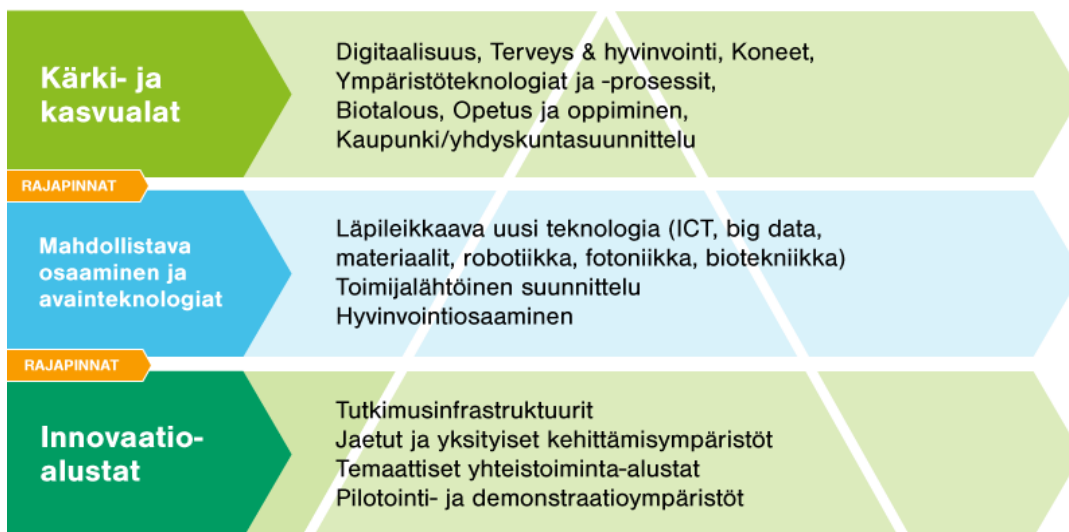 Kärki- ja
kasvualat
Digitaalisuus, Terveys & hyvinvointi, Koneet,
Ympäristöteknologiat ja -prosessit,
Biotalous, Opetus ja oppiminen,
Kaupunki/yhdyskuntasuunnittelu
RAJAPINNAT
Mahdollistava
osaaminen ja
avainteknologiat
Läpileikkaava uusi teknologia (ICT, big data,
materiaalit, robotiikka, fotoniikka, biotekniikka)
Toimijalähtöinen suunnittelu
Hyvinvointiosaaminen
RAJAPINNAT
Innovaatio-
alustat
Tutkimusinfrastruktuurit
Jaetut ja yksityiset kehittämisympäristöt
Temaattiset yhteistoiminta-alustat
Pilotointi- ja demonstraatioympäristöt